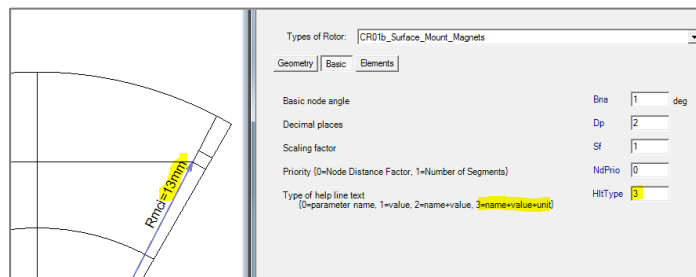 Rmci=13mm
Types of Rotor: CR01b_Surface_Mount_Magnets
Geometry Basic Elements
Basic node angle Bna 1 deg
Decimal places Dp 2
Scaling factor Sf 1
Priority {0=Node Distance Factor, 1=Number of Segments} NdPrio 0
Type of help line text HltType 3
{0=parameter name, 1=value, 2=name+value, 3=name+value+unit}